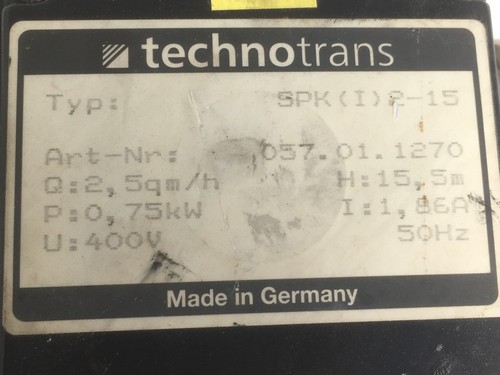 technotrans
Typ: SPK(I)2-15
Art-Nr: 057.01.1270
Q:2,5qm/h H:15,5m
P:0,75kW I:1,86A
U:400V 50Hz
Made in Germany